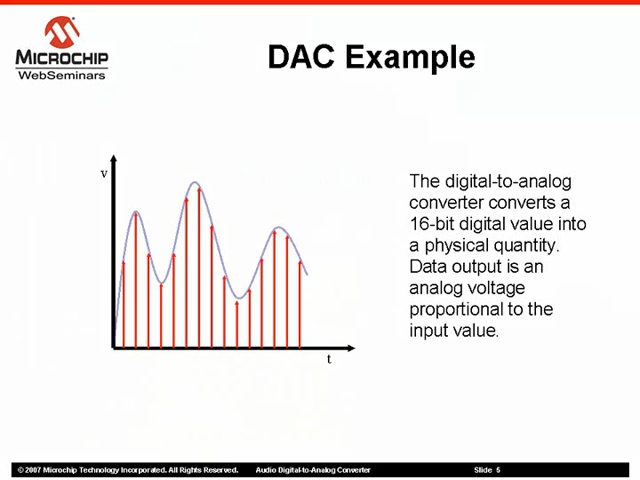 MICROCHIP
WebSeminars
DAC Example
v
t
The digital-to-analog
converter converts a
16-bit digital value into
a physical quantity.
Data output is an
analog voltage
proportional to the
input value.
© 2007 Microchip Technology Incorporated. All Rights Reserved. Audio Digital-to-Analog Converter Slide 5